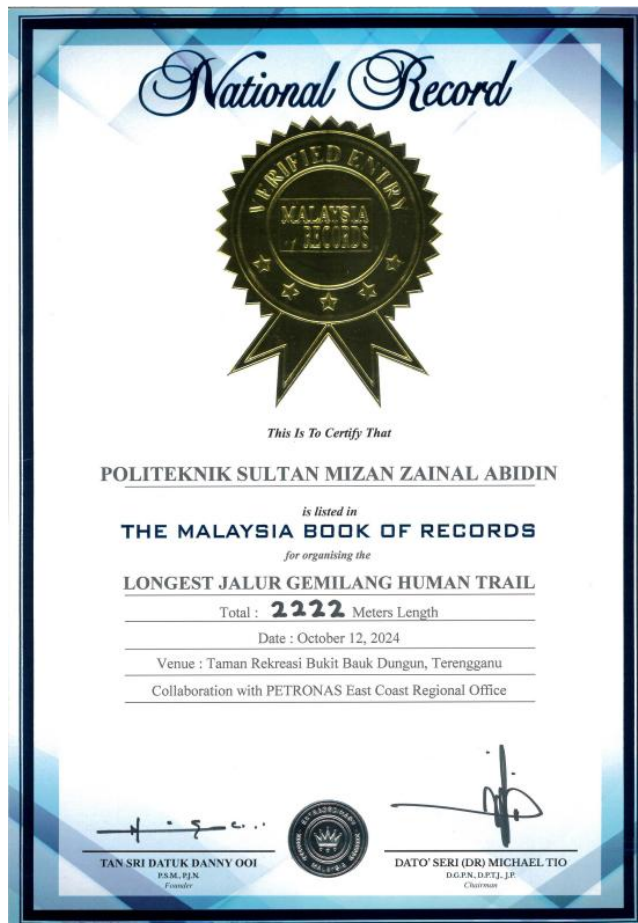 National Record
VERIFIED ENTRY
MALAYSIA
of RECORDS
This Is To Certify That
POLITEKNIK SULTAN MIZAN ZAINAL ABIDIN
is listed in
THE MALAYSIA BOOK OF RECORDS
for organising the
LONGEST JALUR GEMILANG HUMAN TRAIL
Total : 2222 Meters Length
Date : October 12, 2024
Venue : Taman Rekreasi Bukit Bauk Dungun, Terengganu
Collaboration with PETRONAS East Coast Regional Office
TAN SRI DATUK DANNY OOI
P.S.M., P.J.N.
Founder
DATO' SERI (DR) MICHAEL TIO
D.G.P.N., D.P.T.J., J.P.
Chairman